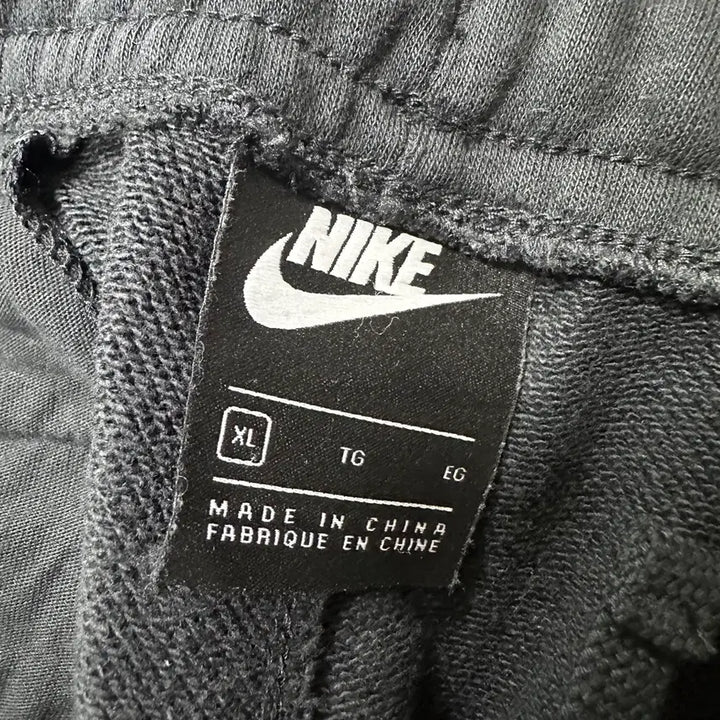 NIKE
XL TG EG
MADE IN CHINA
FABRIQUE EN CHINE